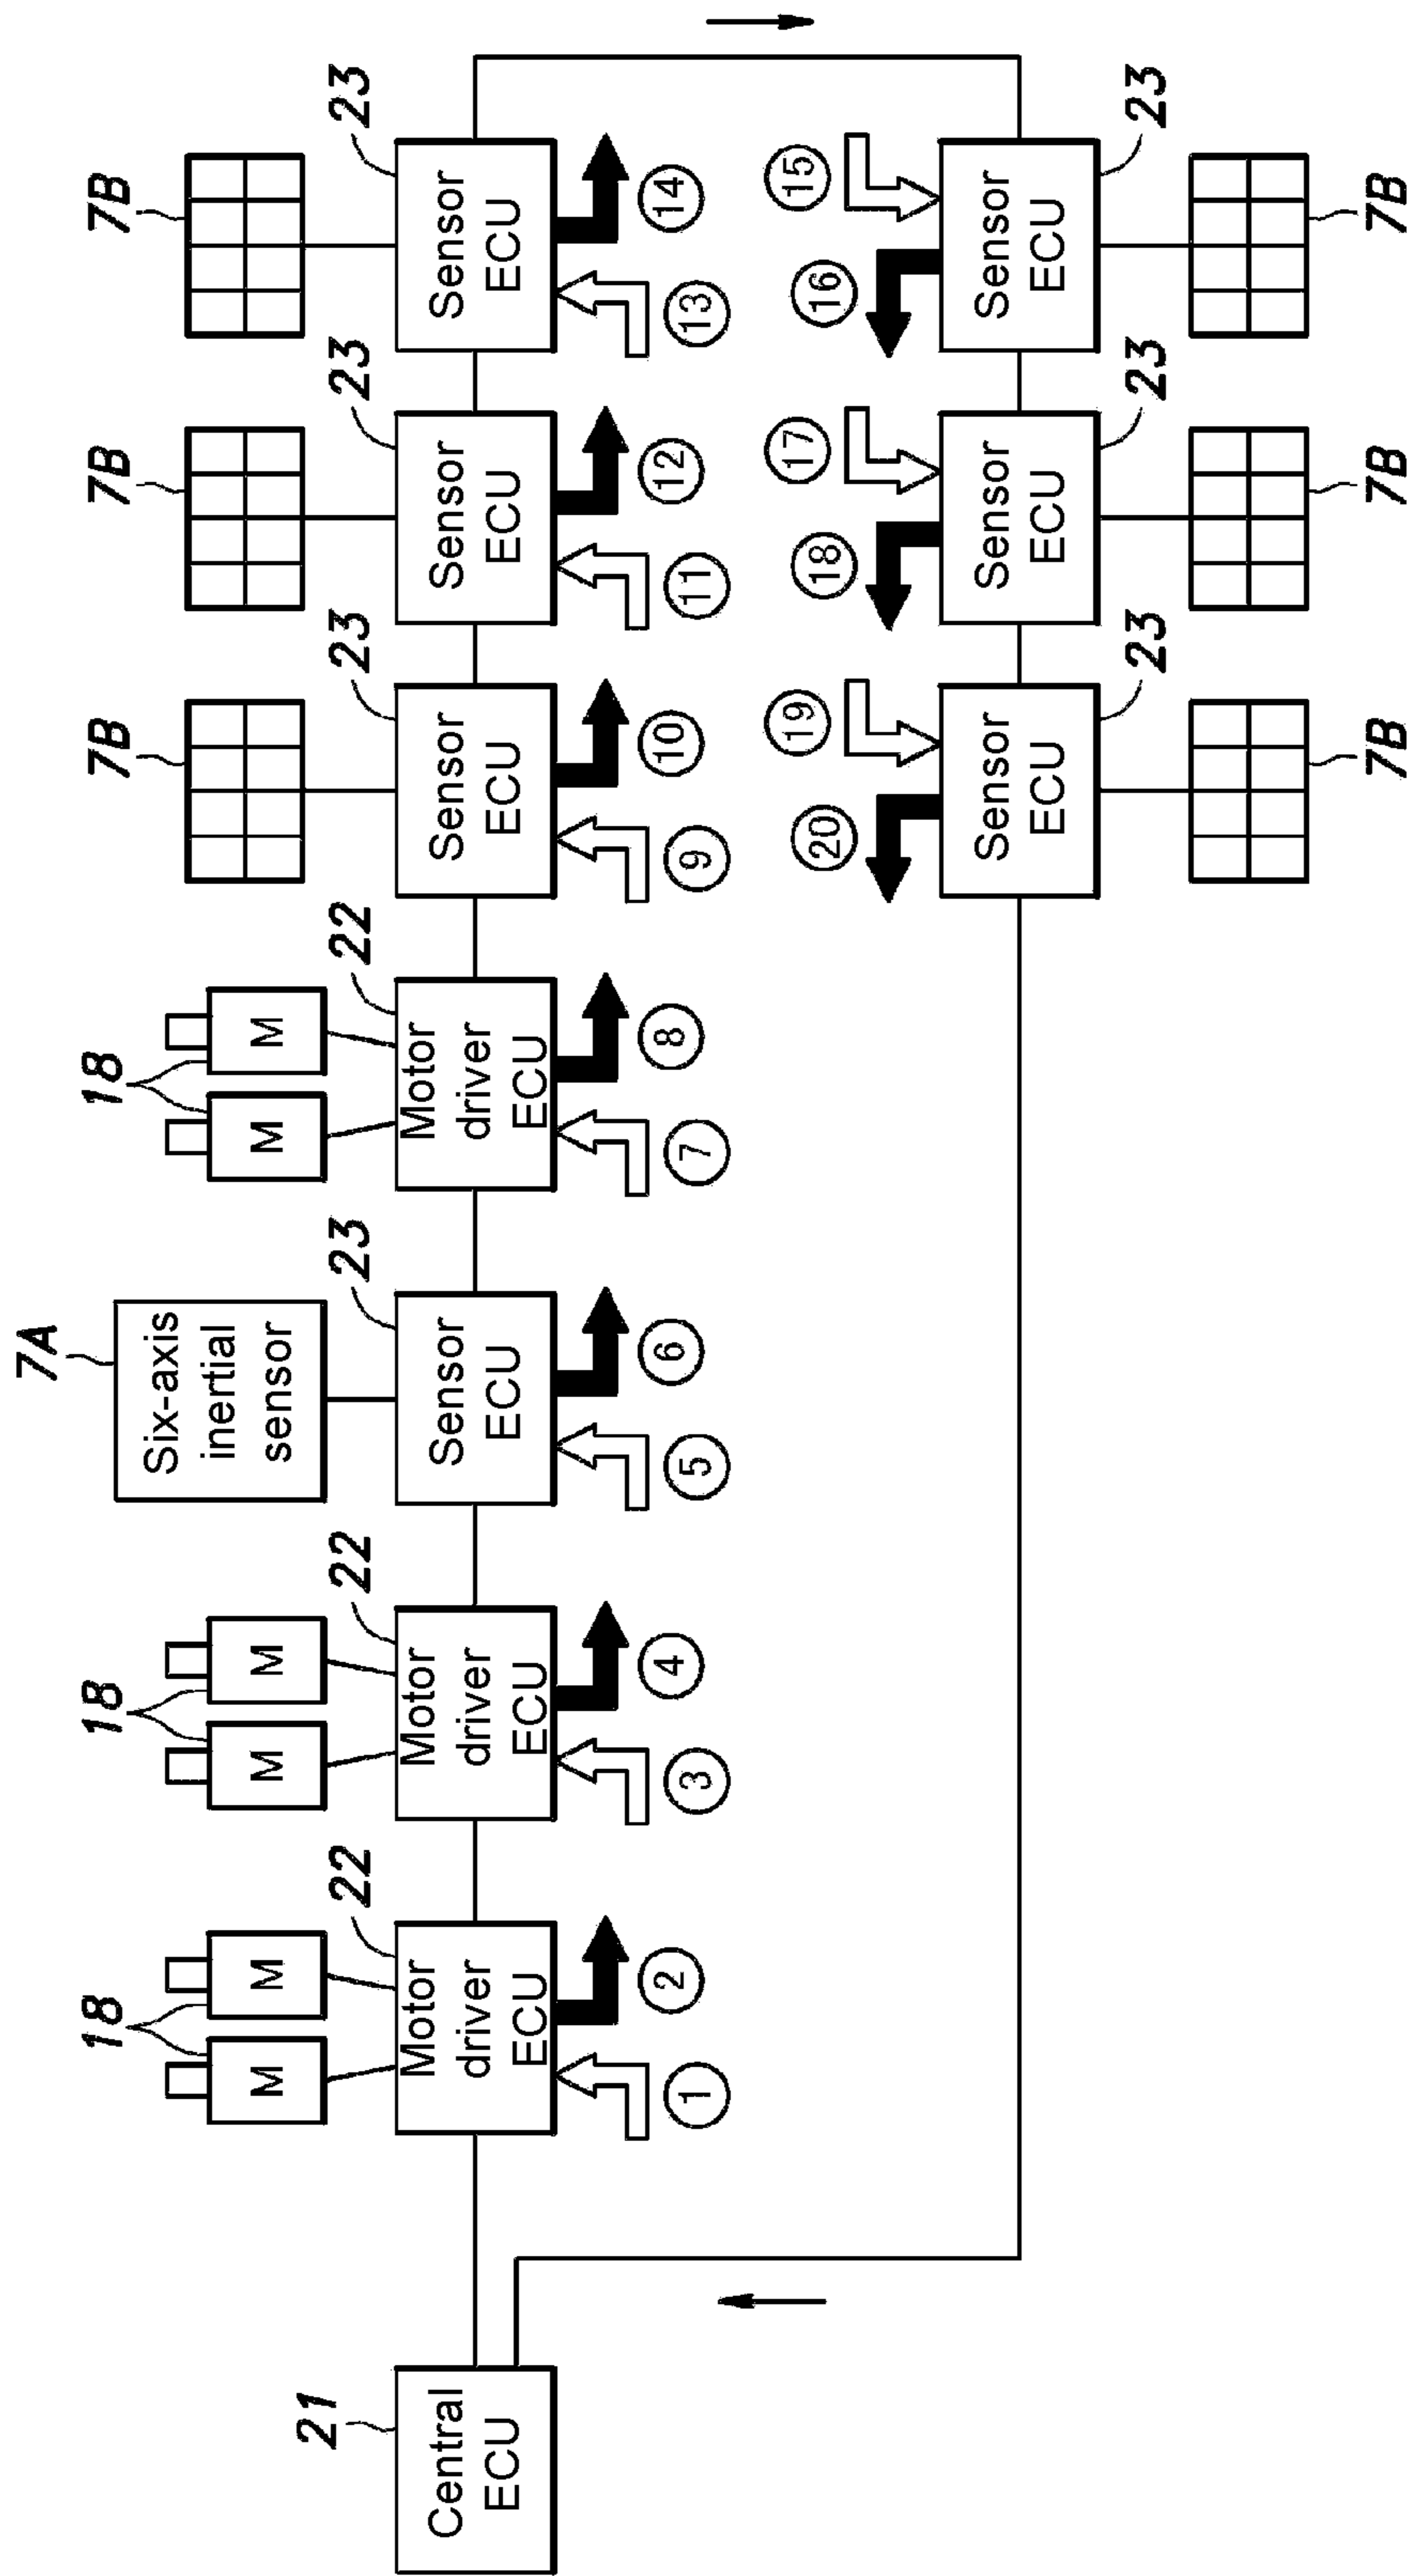 21
Central
ECU
18
M
M
22
Motor
driver
ECU
1
2
18
M
M
22
Motor
driver
ECU
3
4
7A
Six-axis
inertial
sensor
23
Sensor
ECU
5
6
18
M
M
22
Motor
driver
ECU
7
8
7B
23
Sensor
ECU
9
10
7B
23
Sensor
ECU
11
12
7B
23
Sensor
ECU
13
14
15
16
Sensor
ECU
23
7B
17
18
Sensor
ECU
23
7B
19
20
Sensor
ECU
23
7B